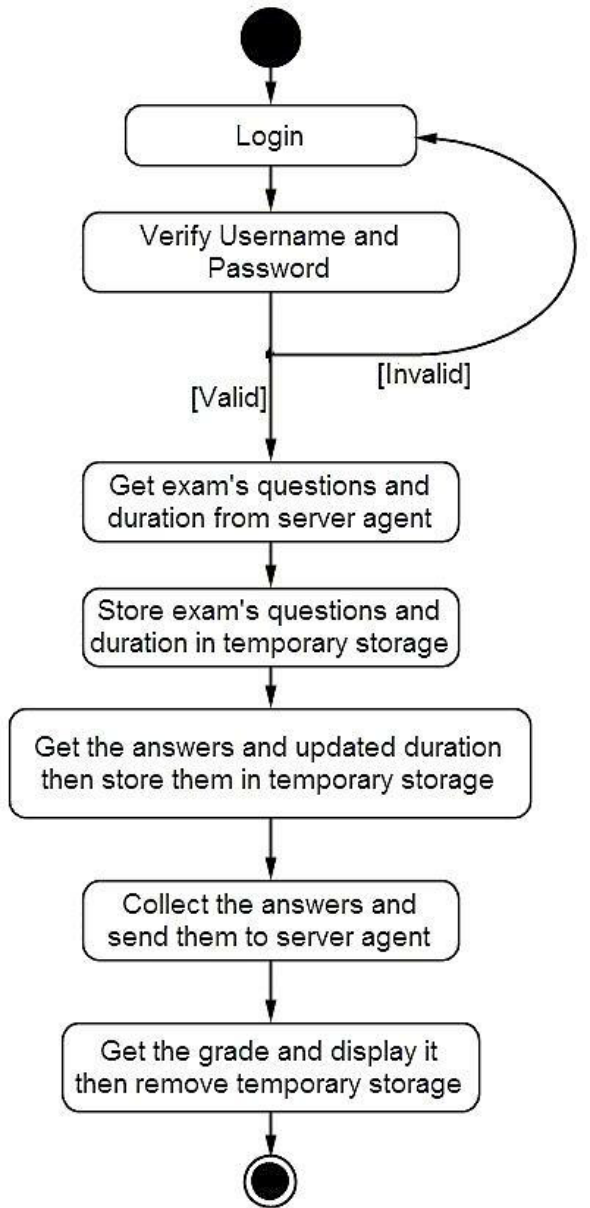 Login
Verify Username and
Password
[Invalid]
[Valid]
Get exam's questions and
duration from server agent
Store exam's questions and
duration in temporary storage
Get the answers and updated duration
then store them in temporary storage
Collect the answers and
send them to server agent
Get the grade and display it
then remove temporary storage